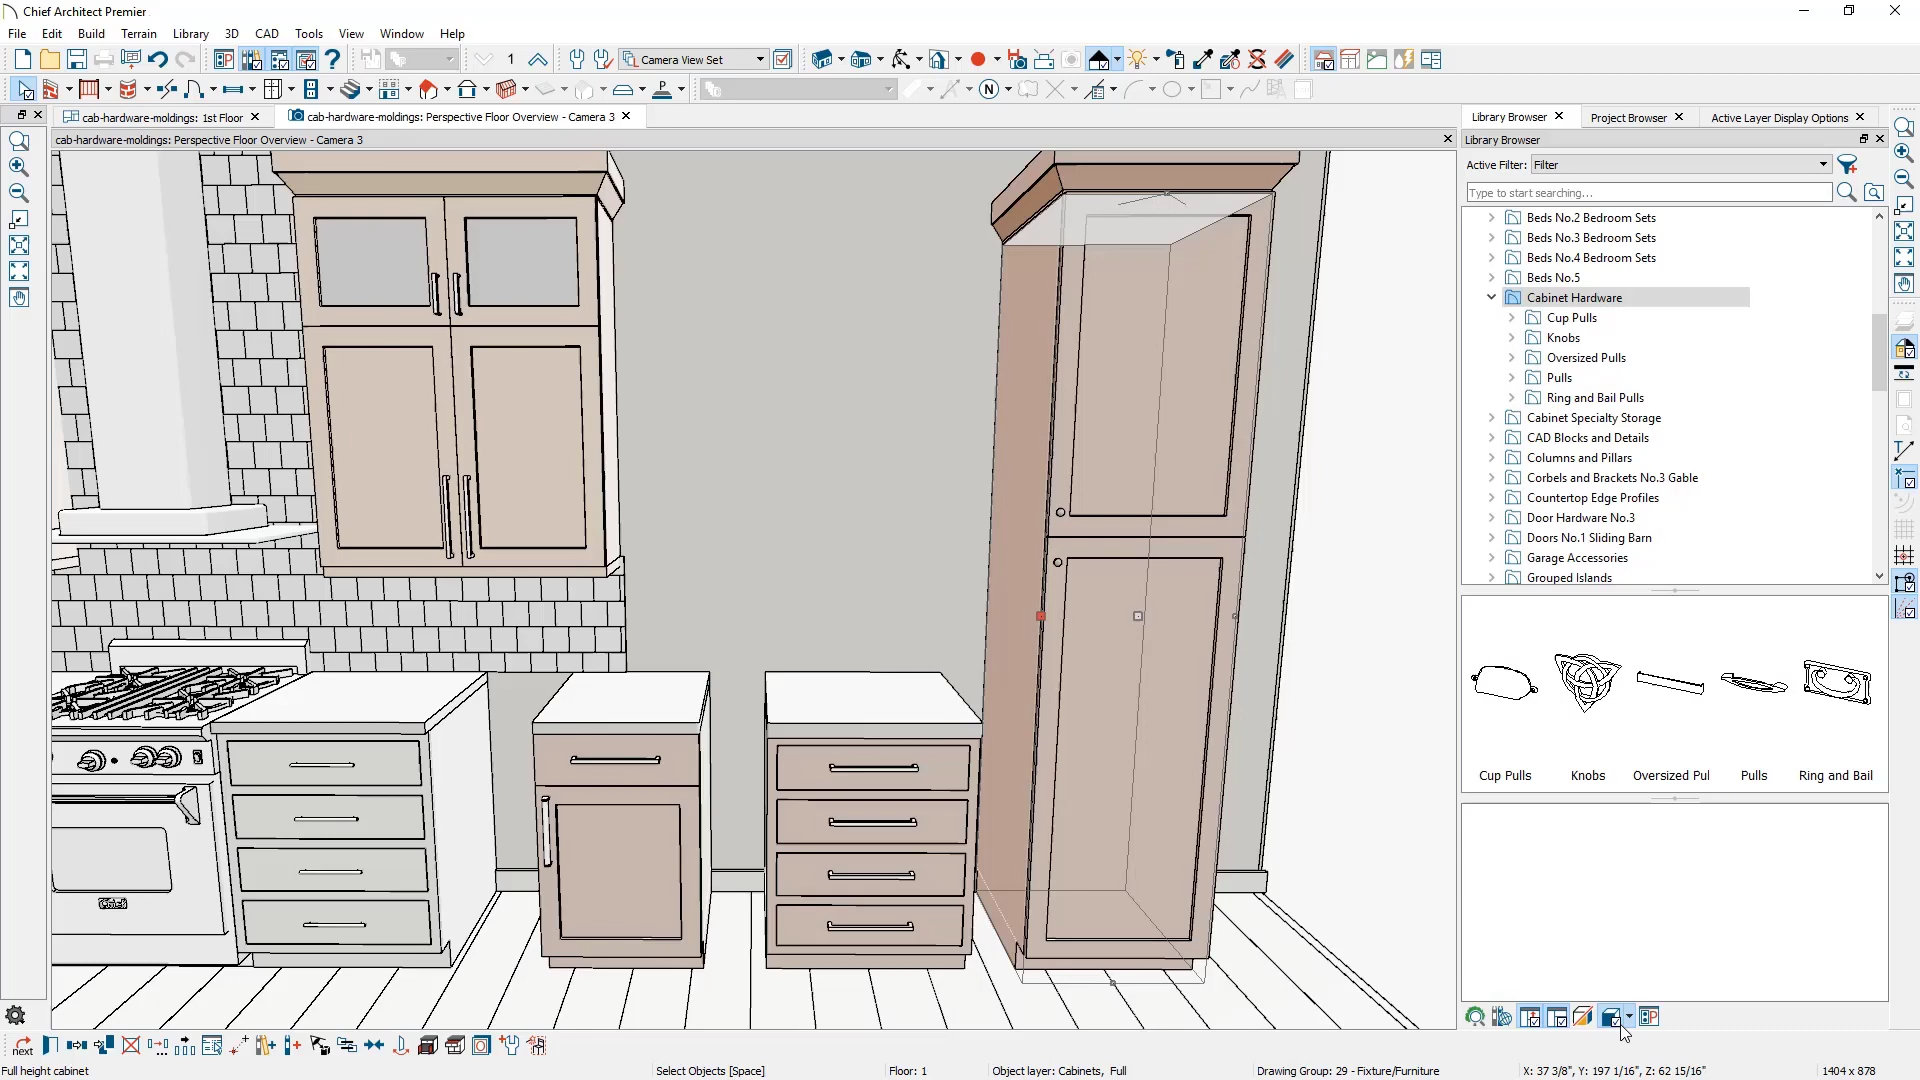 Chief Architect Premier
File Edit Build Terrain Library 3D CAD Tools View Window Help
1
Camera View Set
N
P
cab-hardware-moldings: 1st Floor
cab-hardware-moldings: Perspective Floor Overview - Camera 3
Library Browser
Project Browser
Active Layer Display Options
cab-hardware-moldings: Perspective Floor Overview - Camera 3
Library Browser
Active Filter: Filter
Type to start searching...
Beds No.2 Bedroom Sets
Beds No.3 Bedroom Sets
Beds No.4 Bedroom Sets
Beds No.5
Cabinet Hardware
Cup Pulls
Knobs
Oversized Pulls
Pulls
Ring and Bail Pulls
Cabinet Specialty Storage
CAD Blocks and Details
Columns and Pillars
Corbels and Brackets No.3 Gable
Countertop Edge Profiles
Door Hardware No.3
Doors No.1 Sliding Barn
Garage Accessories
Grouped Islands
Cup Pulls Knobs Oversized Pul Pulls Ring and Bail
Chief
next
Full height cabinet
Select Objects [Space]
Floor: 1
Object layer: Cabinets, Full
Drawing Group: 29 - Fixture/Furniture
X: 37 3/8", Y: 197 1/16", Z: 62 15/16"
1404 x 878